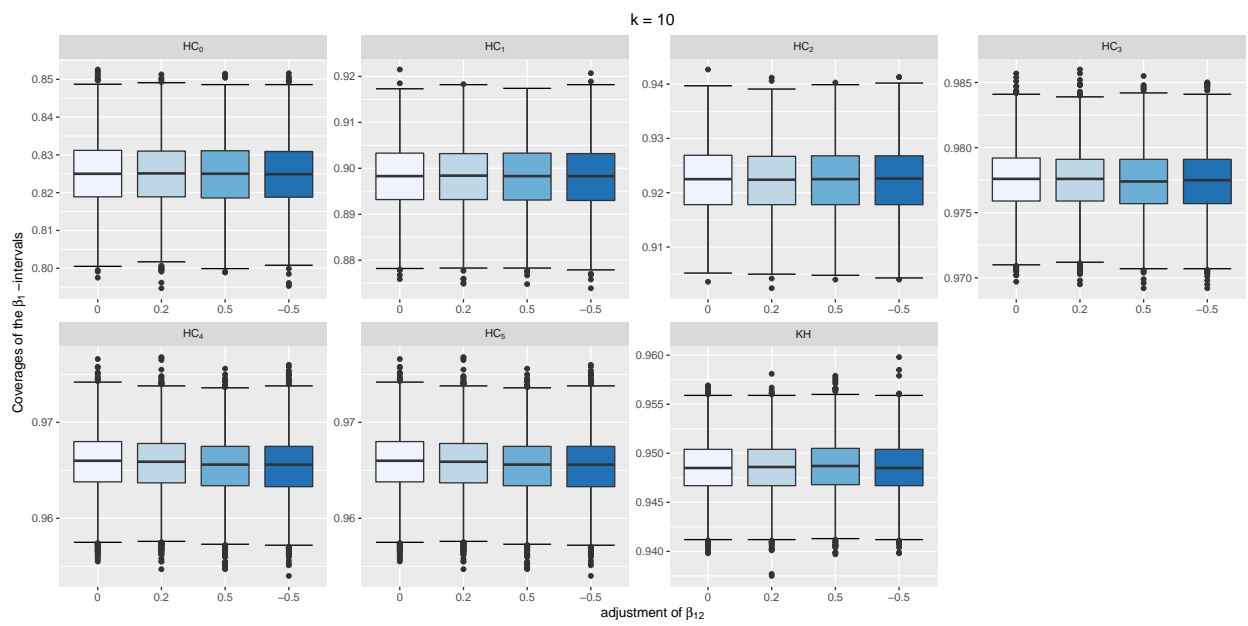 k = 10
HC₀
HC₁
HC₂
HC₃
0.85
0.84
0.83
0.82
0.81
0.80
0.92
0.91
0.90
0.89
0.88
0.94
0.93
0.92
0.91
0.985
0.980
0.975
0.970
0 0.2 0.5 −0.5
0 0.2 0.5 −0.5
0 0.2 0.5 −0.5
0 0.2 0.5 −0.5
Coverages of the β₁ −intervals
HC₄
HC₅
KH
0.97
0.96
0.97
0.96
0.960
0.955
0.950
0.945
0.940
0 0.2 0.5 −0.5
0 0.2 0.5 −0.5
0 0.2 0.5 −0.5
adjustment of β₁₂